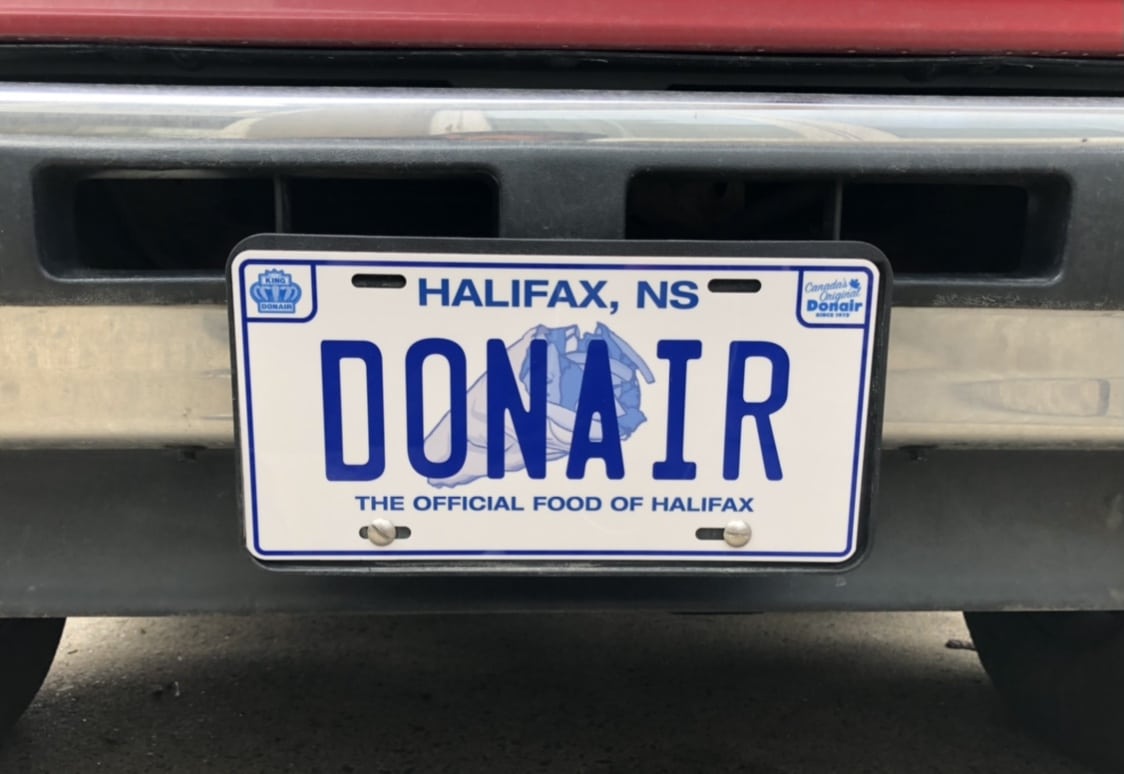 KING
DONAIR
HALIFAX, NS
Canada's
Original
Donair
SINCE 1973
DONAIR
THE OFFICIAL FOOD OF HALIFAX